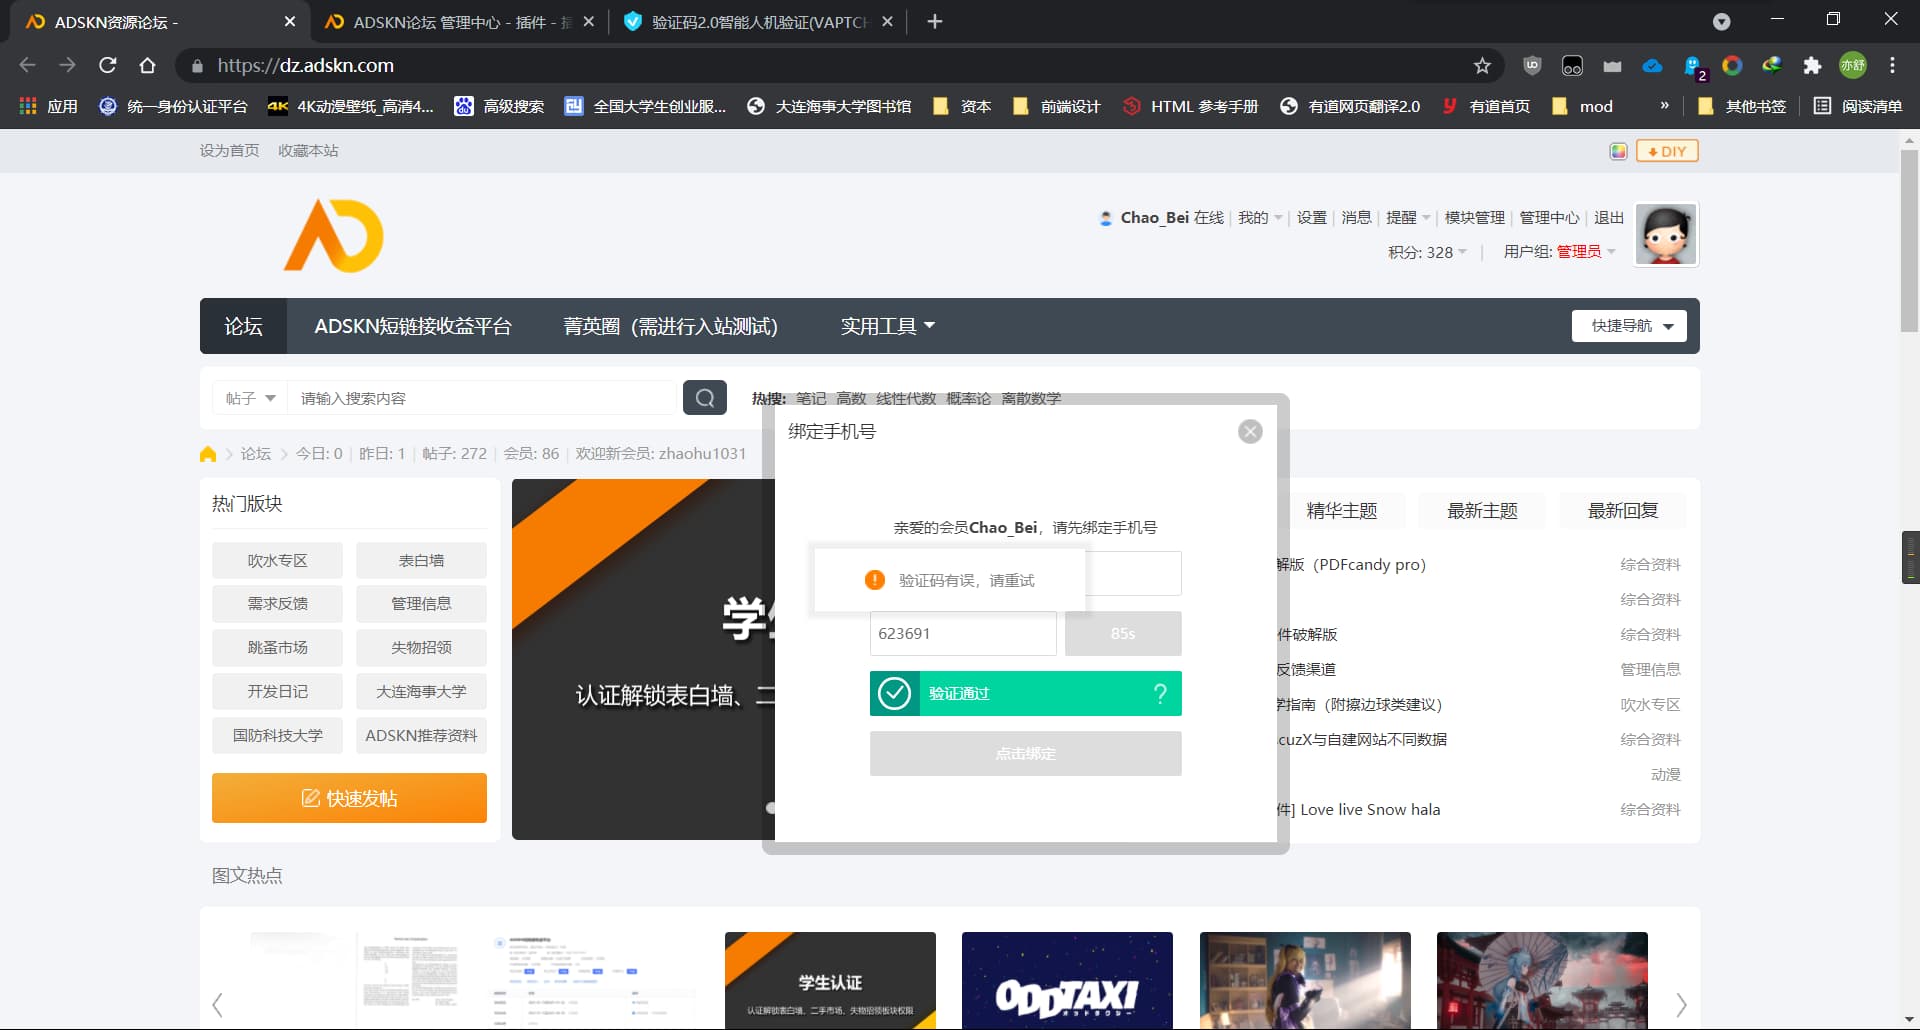 ADSKN资源论坛 -
ADSKN论坛 管理中心 - 插件 - 插
验证码2.0智能人机验证(VAPTCH
https://dz.adskn.com
亦舒
2
应用
统一身份认证平台
4K
4K动漫壁纸_高清4...
高级搜索
全国大学生创业服...
大连海事大学图书馆
资本
前端设计
HTML 参考手册
有道网页翻译2.0
有道首页
mod
»
其他书签
阅读清单
设为首页
收藏本站
DIY
Chao_Bei 在线
我的
设置
消息
提醒
模块管理
管理中心
退出
积分: 328
用户组: 管理员
论坛
ADSKN短链接收益平台
菁英圈（需进行入站测试）
实用工具
快捷导航
帖子
请输入搜索内容
热搜: 笔记 高数 线性代数 概率论 离散数学
论坛
今日: 0
昨日: 1
帖子: 272
会员: 86
欢迎新会员: zhaohu1031
绑定手机号
亲爱的会员Chao_Bei，请先绑定手机号
验证码有误，请重试
623691
85s
验证通过
?
点击绑定
热门版块
吹水专区
表白墙
需求反馈
管理信息
跳蚤市场
失物招领
开发日记
大连海事大学
国防科技大学
ADSKN推荐资料
快速发帖
学
认证解锁表白墙、二
精华主题
最新主题
最新回复
解版（PDFcandy pro）
综合资料
综合资料
件破解版
综合资料
反馈渠道
管理信息
学指南（附擦边球类建议）
吹水专区
cuzX与自建网站不同数据
综合资料
动漫
件] Love live Snow hala
综合资料
图文热点
学生认证
认证解锁表白墙、二手市场、失物招领板块权限
ODDTAXI
オッドタクシー